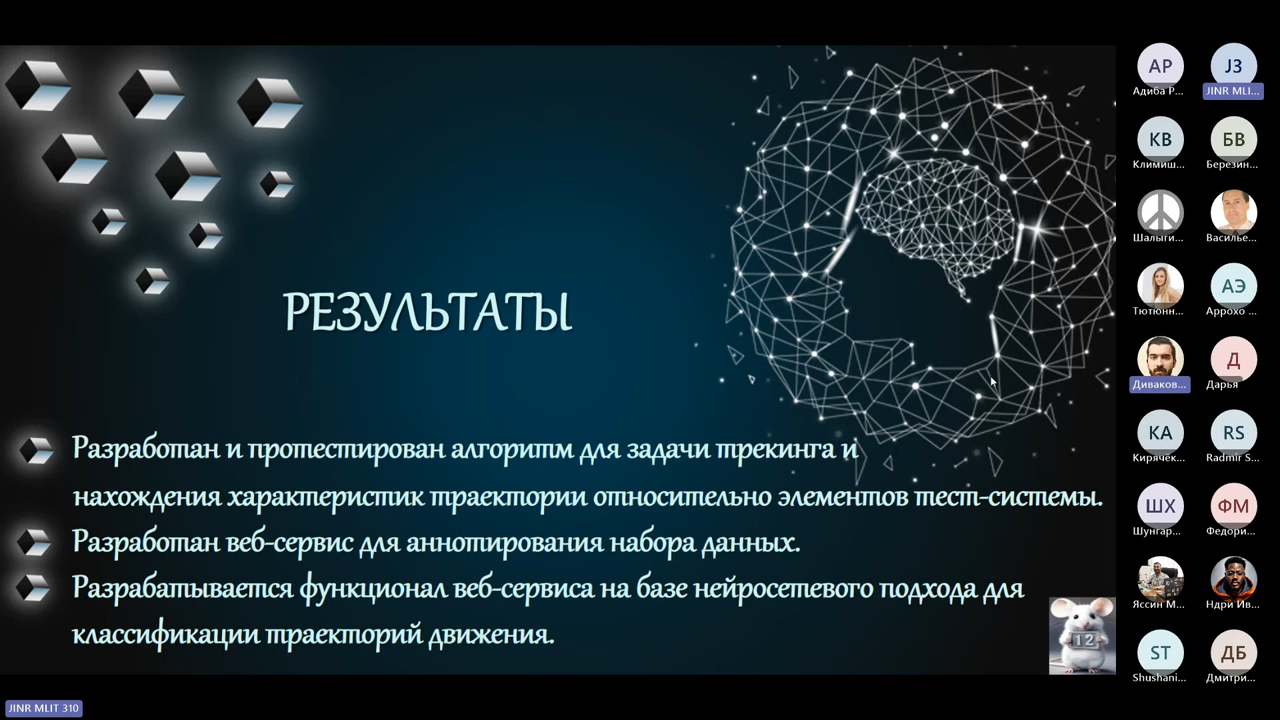 РЕЗУЛЬТАТЫ
Разработан и протестирован алгоритм для задачи трекинга и
нахождения характеристик траектории относительно элементов тест-системы.
Разработан веб-сервис для аннотирования набора данных.
Разрабатывается функционал веб-сервиса на базе нейросетевого подхода для
классификации траекторий движения.
12
JINR MLIT 310
АР
Адиба Р...
J3
JINR MLI...
КВ
Климиш...
БВ
Березин...
Шалыги...
Василье...
Тютюнн...
АЭ
Аррохо ...
Диваков...
Д
Дарья
КА
Кирячёк...
RS
Radmir S...
ШХ
Шунгар...
ФМ
Федори...
Яссин М...
Ндри Ив...
ST
Shushani...
ДБ
Дмитри...